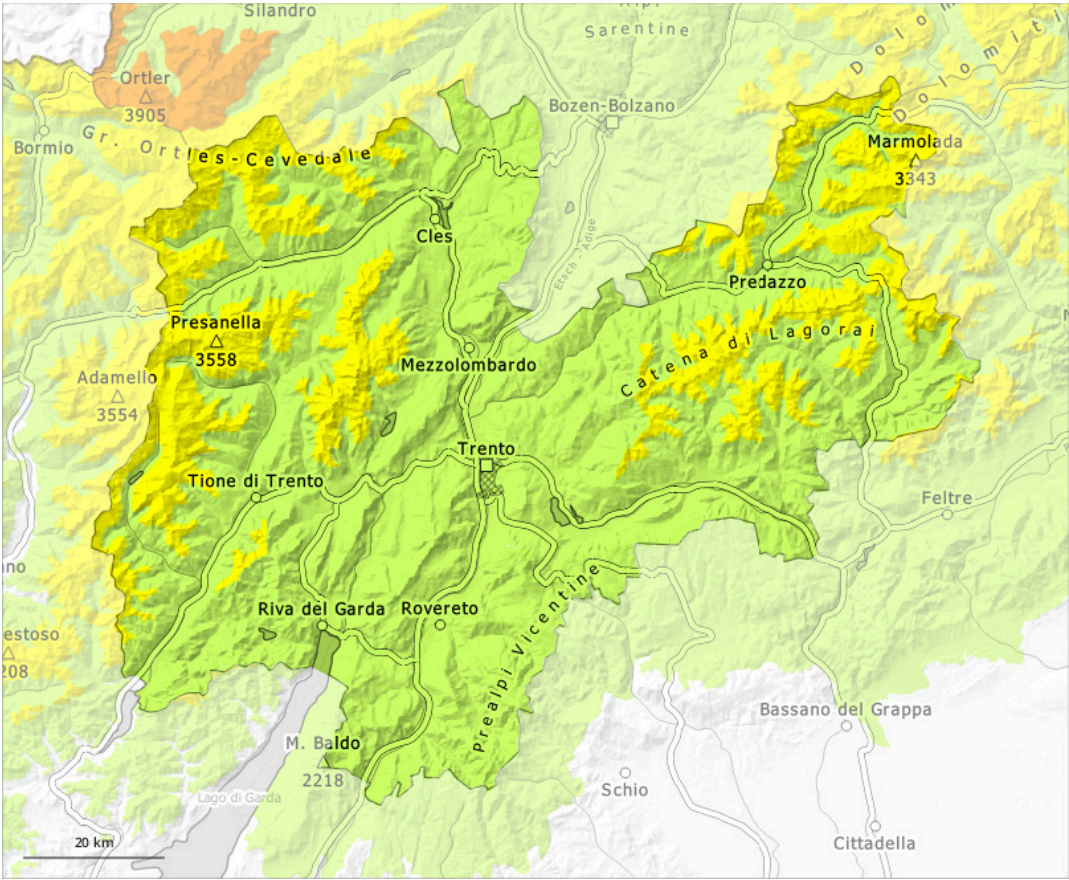 Silandro
Sarentine
Ortler
3905
Bozen-Bolzano
Dolomiti
Bormio
Gr. Ortles-Cevedale
Marmolada
3343
Cles
Etsch - Adige
Predazzo
Presanella
3558
Catena di Lagorai
Mezzolombardo
Adamello
3554
Trento
Tione di Trento
Feltre
Riva del Garda
Rovereto
estoso
208
Prealpi Vicentine
Bassano del Grappa
M. Baldo
2218
Schio
Lago di Garda
20 km
Cittadella